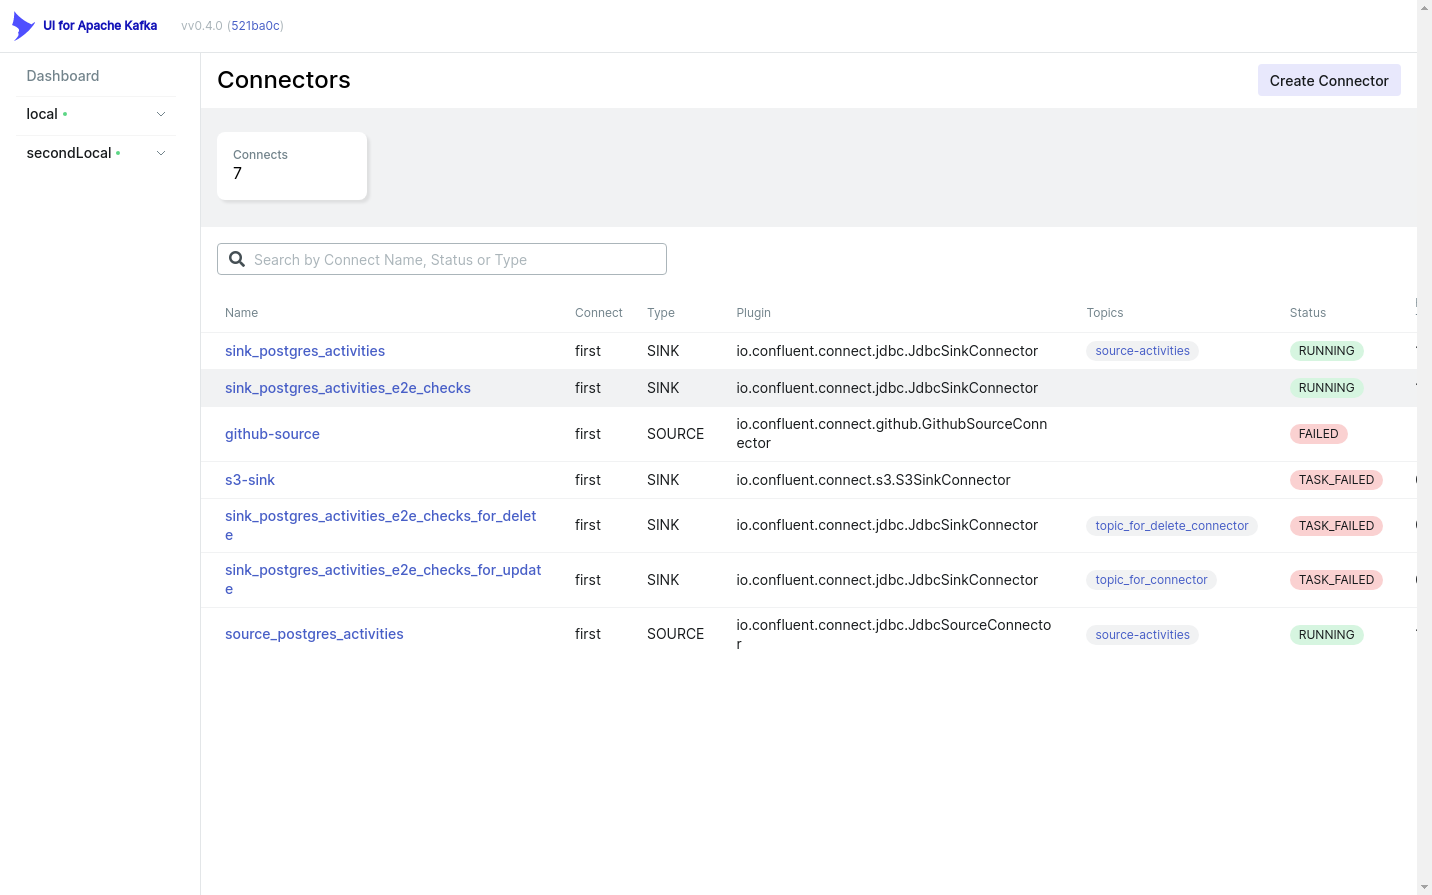 UI for Apache Kafka vv0.4.0 (521ba0c)
Dashboard
local
secondLocal
Connectors
Create Connector
Connects
7
Search by Connect Name, Status or Type
Name Connect Type Plugin Topics Status
sink_postgres_activities first SINK io.confluent.connect.jdbc.JdbcSinkConnector source-activities RUNNING
sink_postgres_activities_e2e_checks first SINK io.confluent.connect.jdbc.JdbcSinkConnector RUNNING
github-source first SOURCE io.confluent.connect.github.GithubSourceConn
ector FAILED
s3-sink first SINK io.confluent.connect.s3.S3SinkConnector TASK_FAILED
sink_postgres_activities_e2e_checks_for_delet
e first SINK io.confluent.connect.jdbc.JdbcSinkConnector topic_for_delete_connector TASK_FAILED
sink_postgres_activities_e2e_checks_for_updat
e first SINK io.confluent.connect.jdbc.JdbcSinkConnector topic_for_connector TASK_FAILED
source_postgres_activities first SOURCE io.confluent.connect.jdbc.JdbcSourceConnecto
r source-activities RUNNING